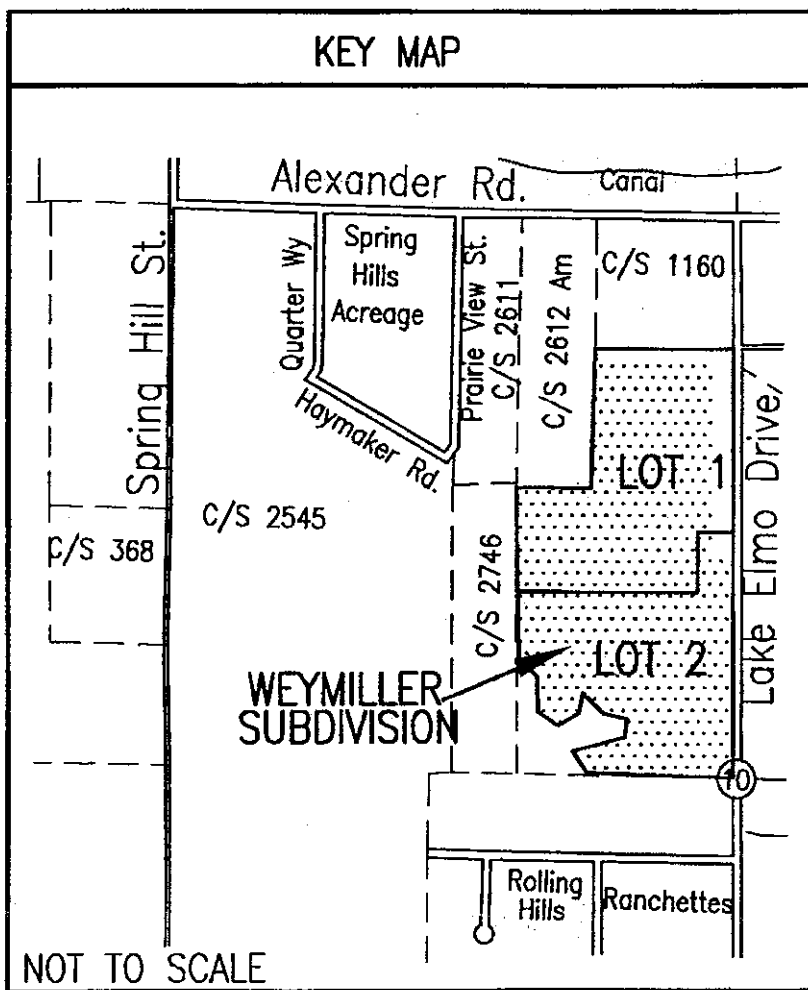 KEY MAP
Alexander Rd.
Canal
Spring Hill St.
Quarter Wy
Spring
Hills
Acreage
Prairie View St.
C/S 2611
C/S 2612 Am
C/S 1160
Haymaker Rd.
LOT 1
Lake Elmo Drive,
C/S 2545
C/S 368
C/S 2746
LOT 2
WEYMILLER
SUBDIVISION
10
Rolling
Hills
Ranchettes
NOT TO SCALE